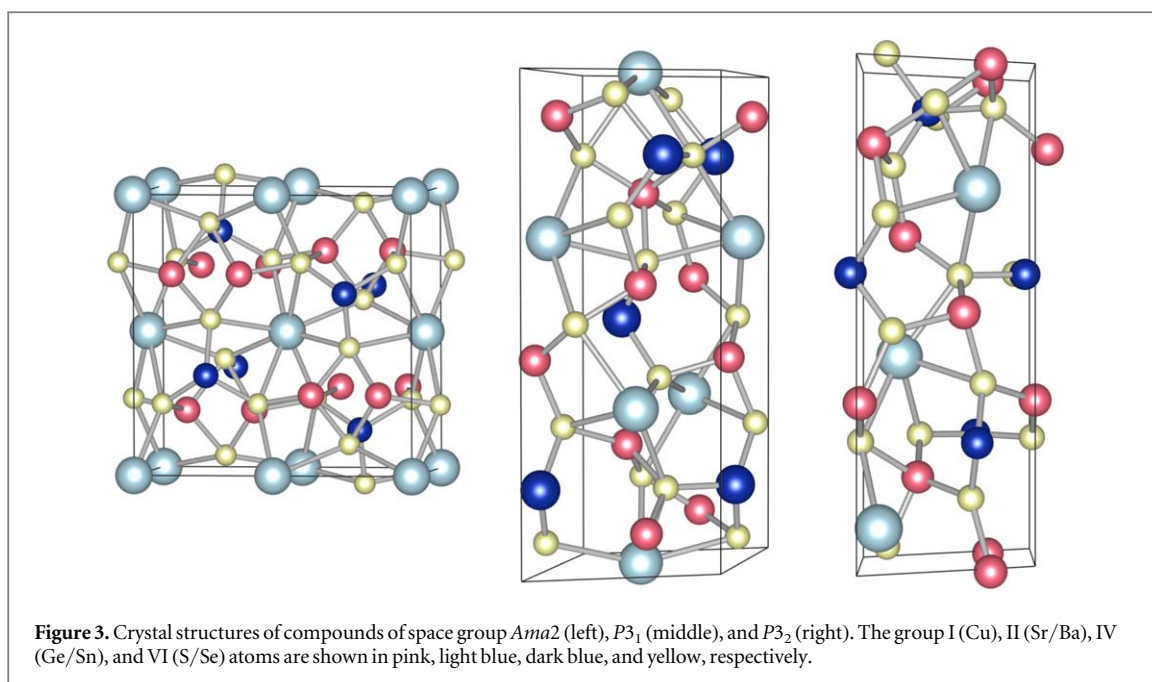 Figure 3. Crystal structures of compounds of space group Ama2 (left), P3₁ (middle), and P3₂ (right). The group I (Cu), II (Sr/Ba), IV
(Ge/Sn), and VI (S/Se) atoms are shown in pink, light blue, dark blue, and yellow, respectively.